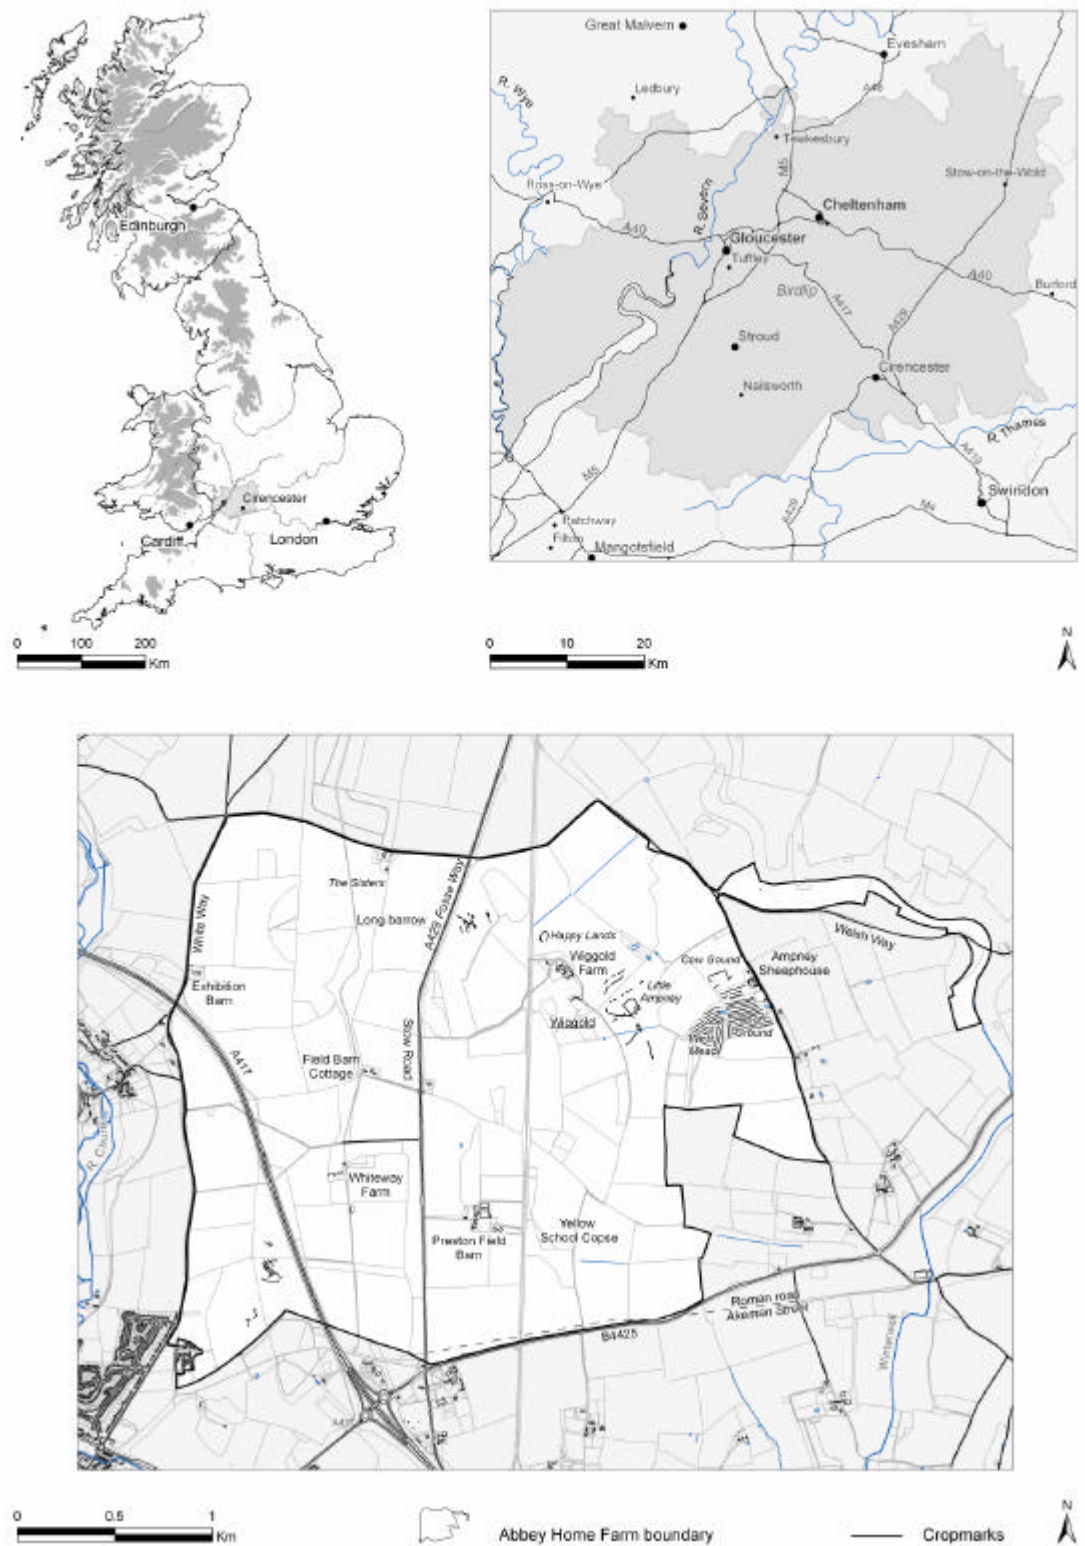 Edinburgh
Cirencester
Cardiff
London
0 100 200
Km
Great Malvern
Evesham
R. Wye
Ledbury
A46
Tewkesbury
M5
Stow-on-the-Wold
Ross-on-Wye
R. Severn
Cheltenham
A40
Gloucester
Tuffley
A40
Birdlip
Burford
A417
A429
Stroud
Cirencester
Nailsworth
R. Thames
A419
M5
Swindon
A429
M4
Patchway
Filton
Mangotsfield
0 10 20
Km
N
The Sisters
A429 Fosse Way
Long barrow
White Way
Happy Lands
Welsh Way
Wiggold
Farm
Cow Gound
Ampney
Sheephouse
Exhibition
Barn
Little
Ampney
Wiggold
Ground
Well
Mead
Stow Road
A417
Field Barn
Cottage
R. Churn
Whiteway
Farm
Preston Field
Barn
Yellow
School Copse
Roman road
Akeman Street
B4425
Winterwell
0 0.5 1
Km
Abbey Home Farm boundary
Cropmarks
N